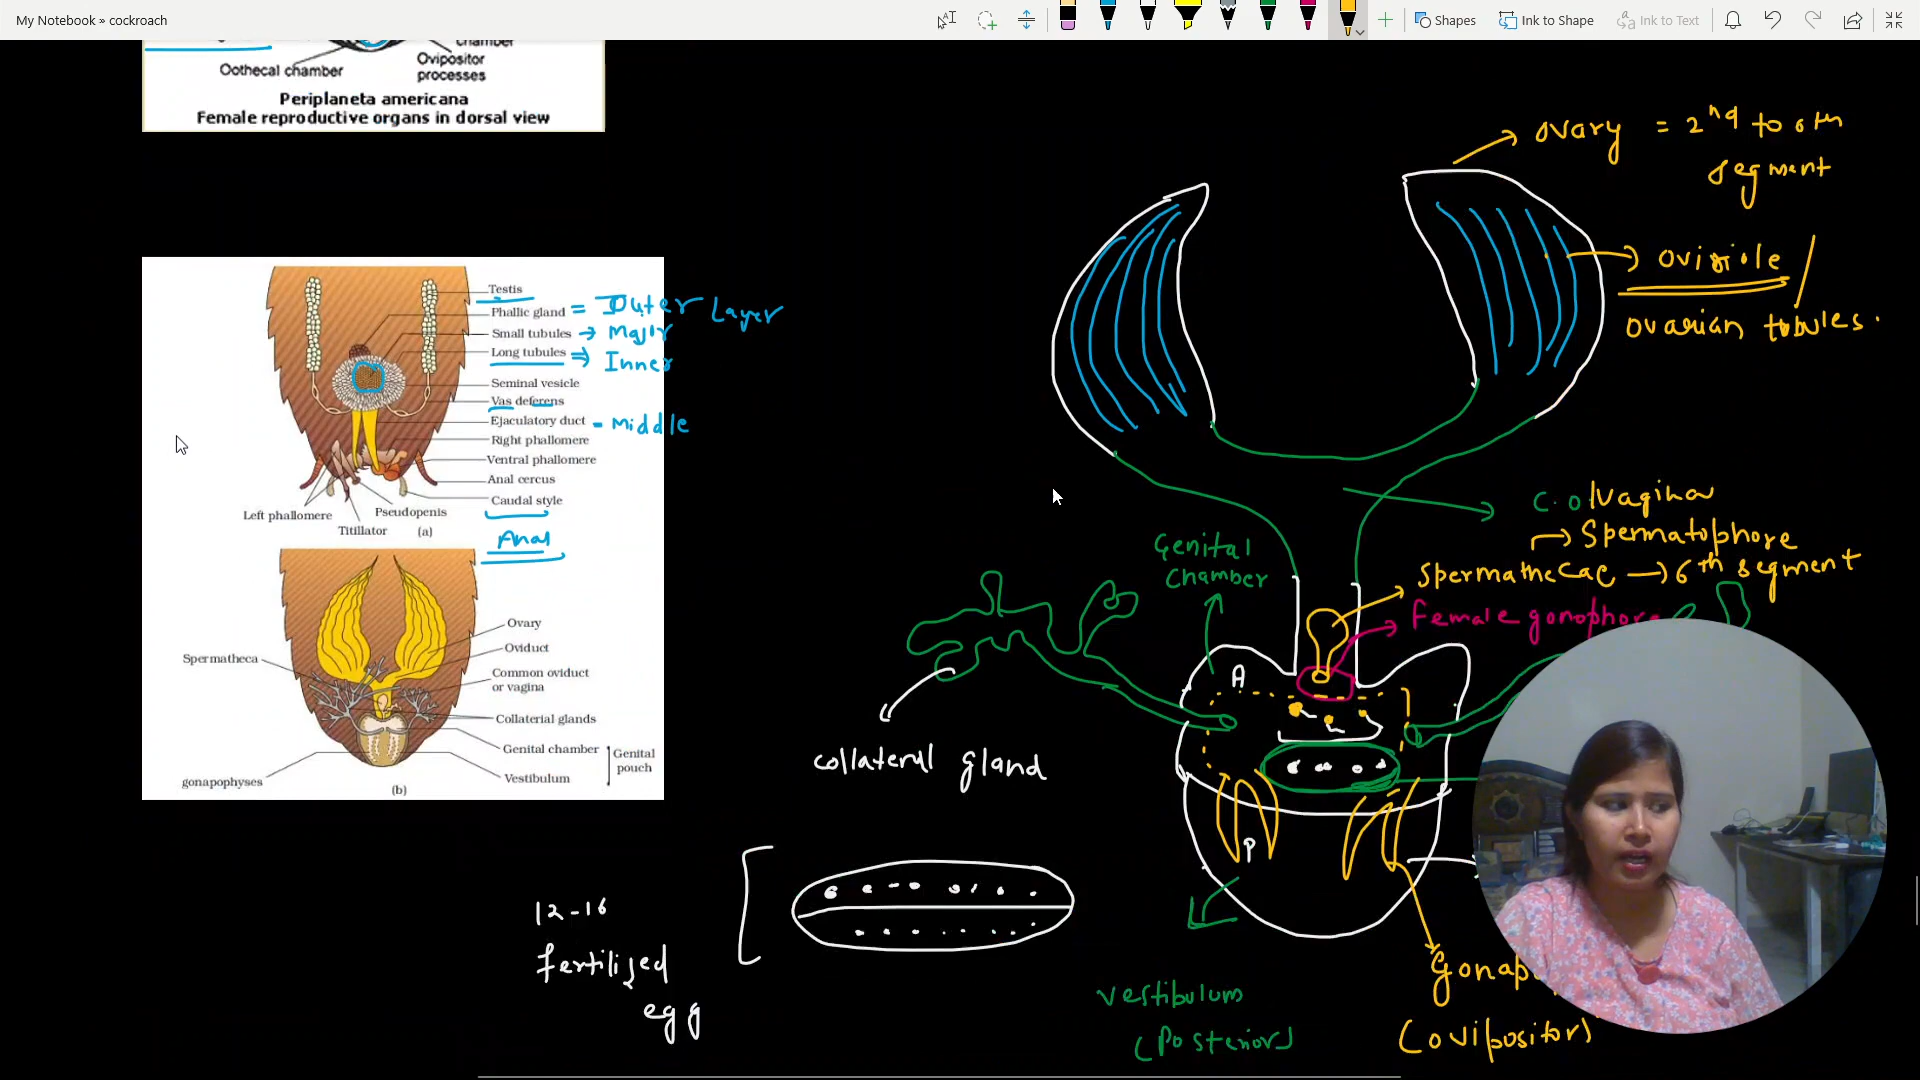 My Notebook » cockroach
Shapes
Ink to Shape
Ink to Text
chamber
Oothecal chamber
Ovipositor
processes
Periplaneta americana
Female reproductive organs in dorsal view
Testis
Phallic gland = Outer Layer
Small tubules → Major
Long tubules ⇒ Inner
Seminal vesicle
Vas deferens
Ejaculatory duct - Middle
Right phallomere
Ventral phallomere
Anal cercus
Caudal style
Left phallomere
Pseudopenis
Titillator
(a)
Anal
Ovary
Oviduct
Spermatheca
Common oviduct
or vagina
Collaterial glands
Genital chamber
Genital
pouch
Vestibulum
gonapophyses
(b)
ovary = 2nd to 6th
segment
ovisiole /
ovarian tubules.
C.O/vagina
Spermatophore
Spermathecae → 6th segment
Female gonophore
Genital
Chamber
A
collateral gland
P
12-16
fertilized
egg
vestibulum
(Posterior)
gonap
(ovipositor)